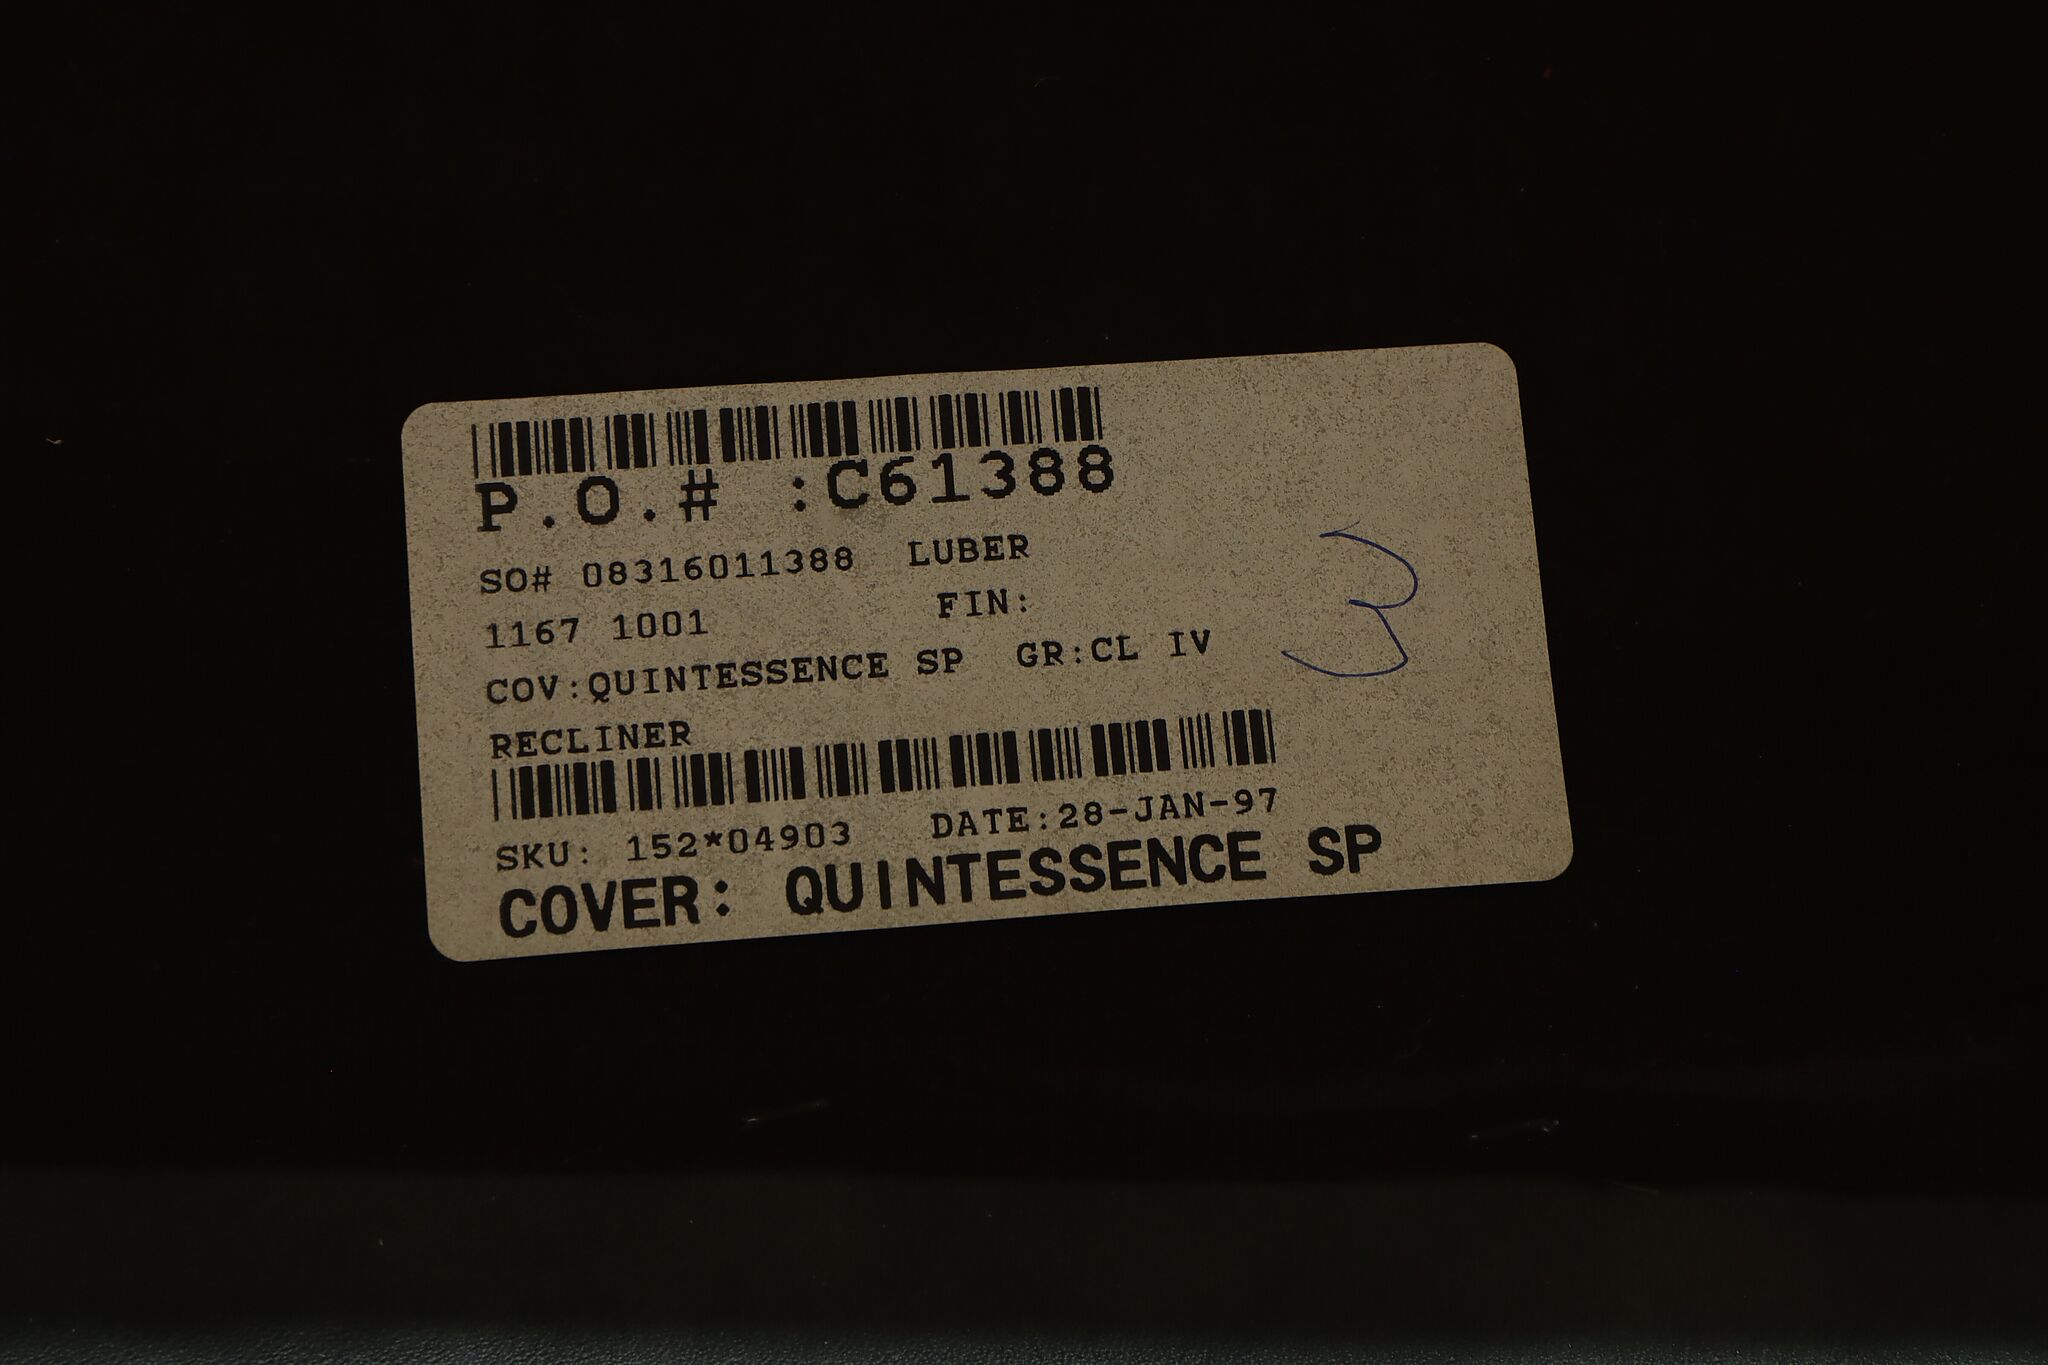 P.O.# :C61388
SO# 08316011388 LUBER
1167 1001 FIN:
COV:QUINTESSENCE SP GR:CL IV
3
RECLINER
SKU: 152*04903 DATE:28-JAN-97
COVER: QUINTESSENCE SP